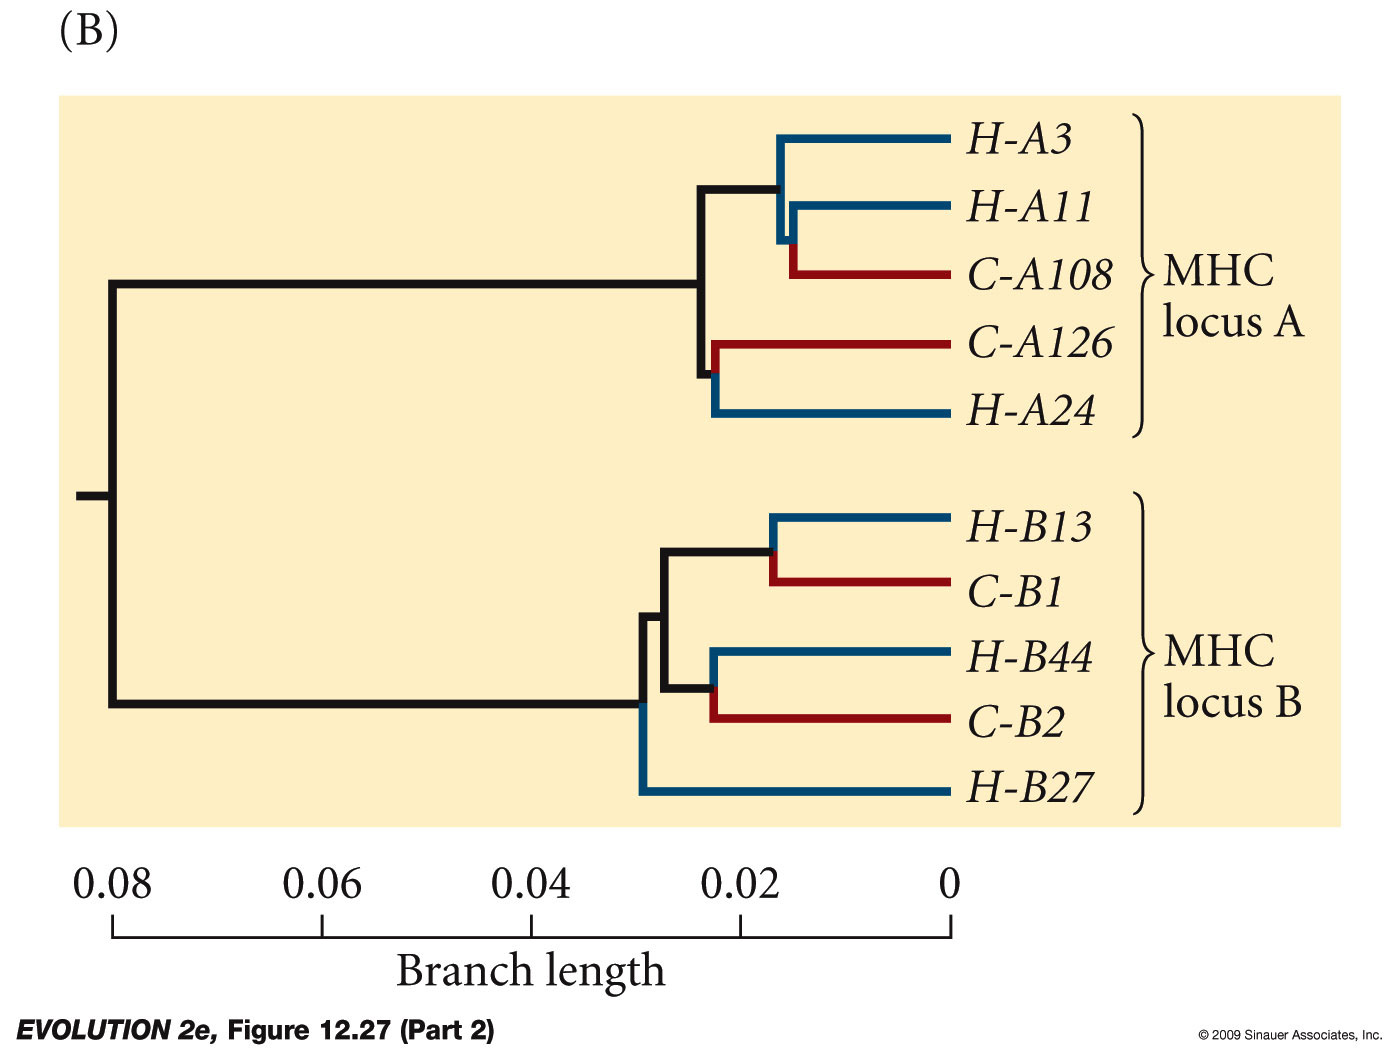 (B)
H-A3
H-A11
C-A108
C-A126
H-A24
MHC
locus A
H-B13
C-B1
H-B44
C-B2
H-B27
MHC
locus B
0.08 0.06 0.04 0.02 0
Branch length
EVOLUTION 2e, Figure 12.27 (Part 2)
© 2009 Sinauer Associates, Inc.